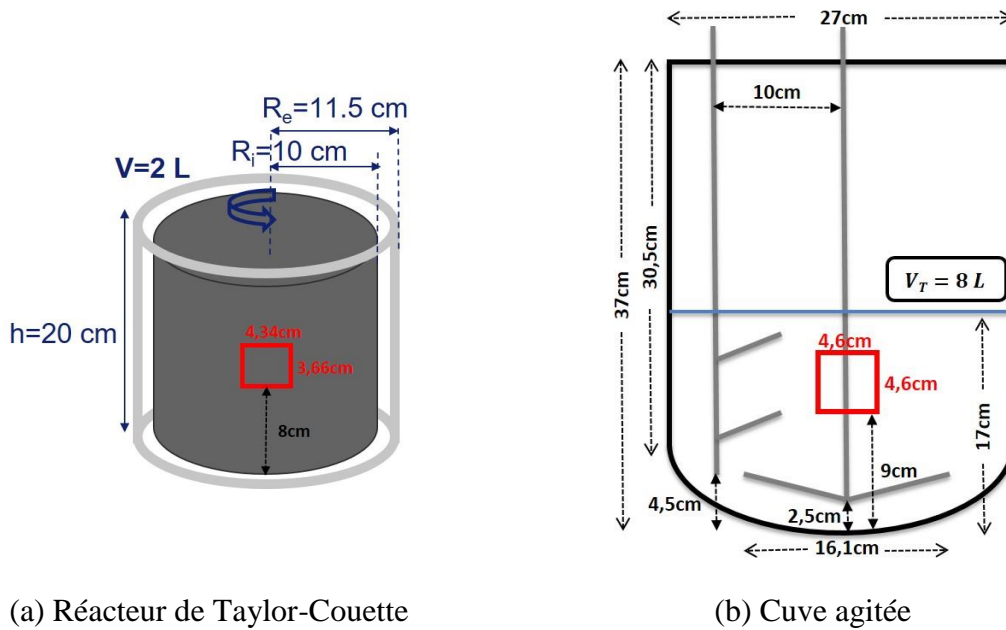 R_e=11.5 cm
R_i=10 cm
V=2 L
h=20 cm
4,34cm
3,66cm
8cm
27cm
10cm
30,5cm
37cm
V_T = 8 L
4,6cm
4,6cm
17cm
9cm
4,5cm
2,5cm
16,1cm
(a) Réacteur de Taylor-Couette
(b) Cuve agitée